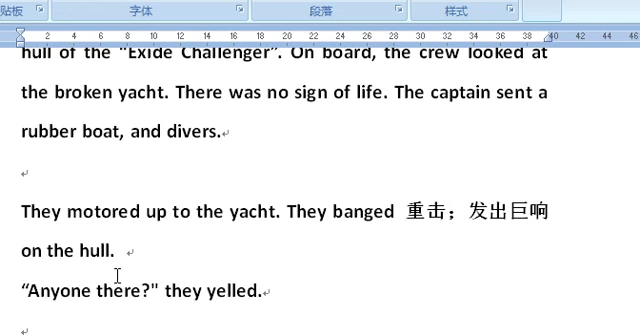 贴板 字体 段落 样式
2 2 4 6 8 10 12 14 16 18 20 22 24 26 28 30 32 34 36 38 40 42 44 46
hull of the "Exide Challenger". On board, the crew looked at
the broken yacht. There was no sign of life. The captain sent a
rubber boat, and divers.
They motored up to the yacht. They banged 重击；发出巨响
on the hull.
“Anyone there?" they yelled.